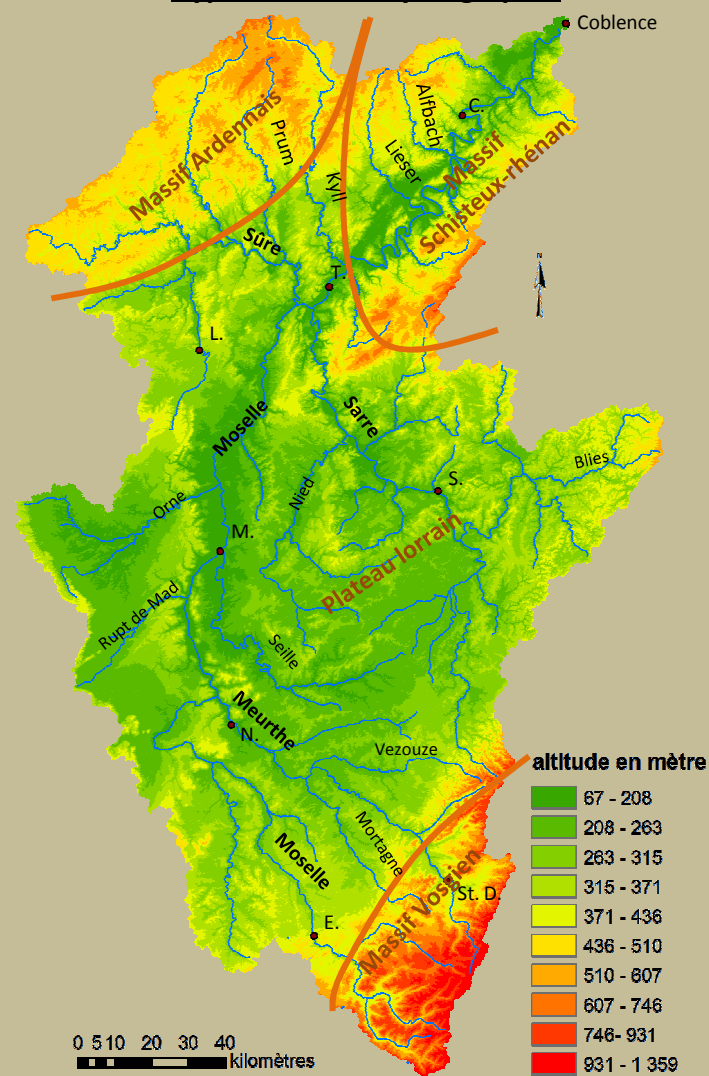 Coblence
C.
Alfbach
Massif Ardennais
Prum
Lieser
Massif
Schisteux-rhénan
Kyll
Sûre
N
T.
L.
Moselle
Sarre
Blies
S.
Nied
Orne
M.
Plateau lorrain
Rupt de Mad
Seille
Meurthe
N.
Vezouze
altitude en mètre
67 - 208
208 - 263
263 - 315
315 - 371
371 - 436
436 - 510
510 - 607
607 - 746
746- 931
931 - 1 359
Mortagne
Moselle
St. D.
Massif Vosgien
E.
0 5 10 20 30 40
kilomètres